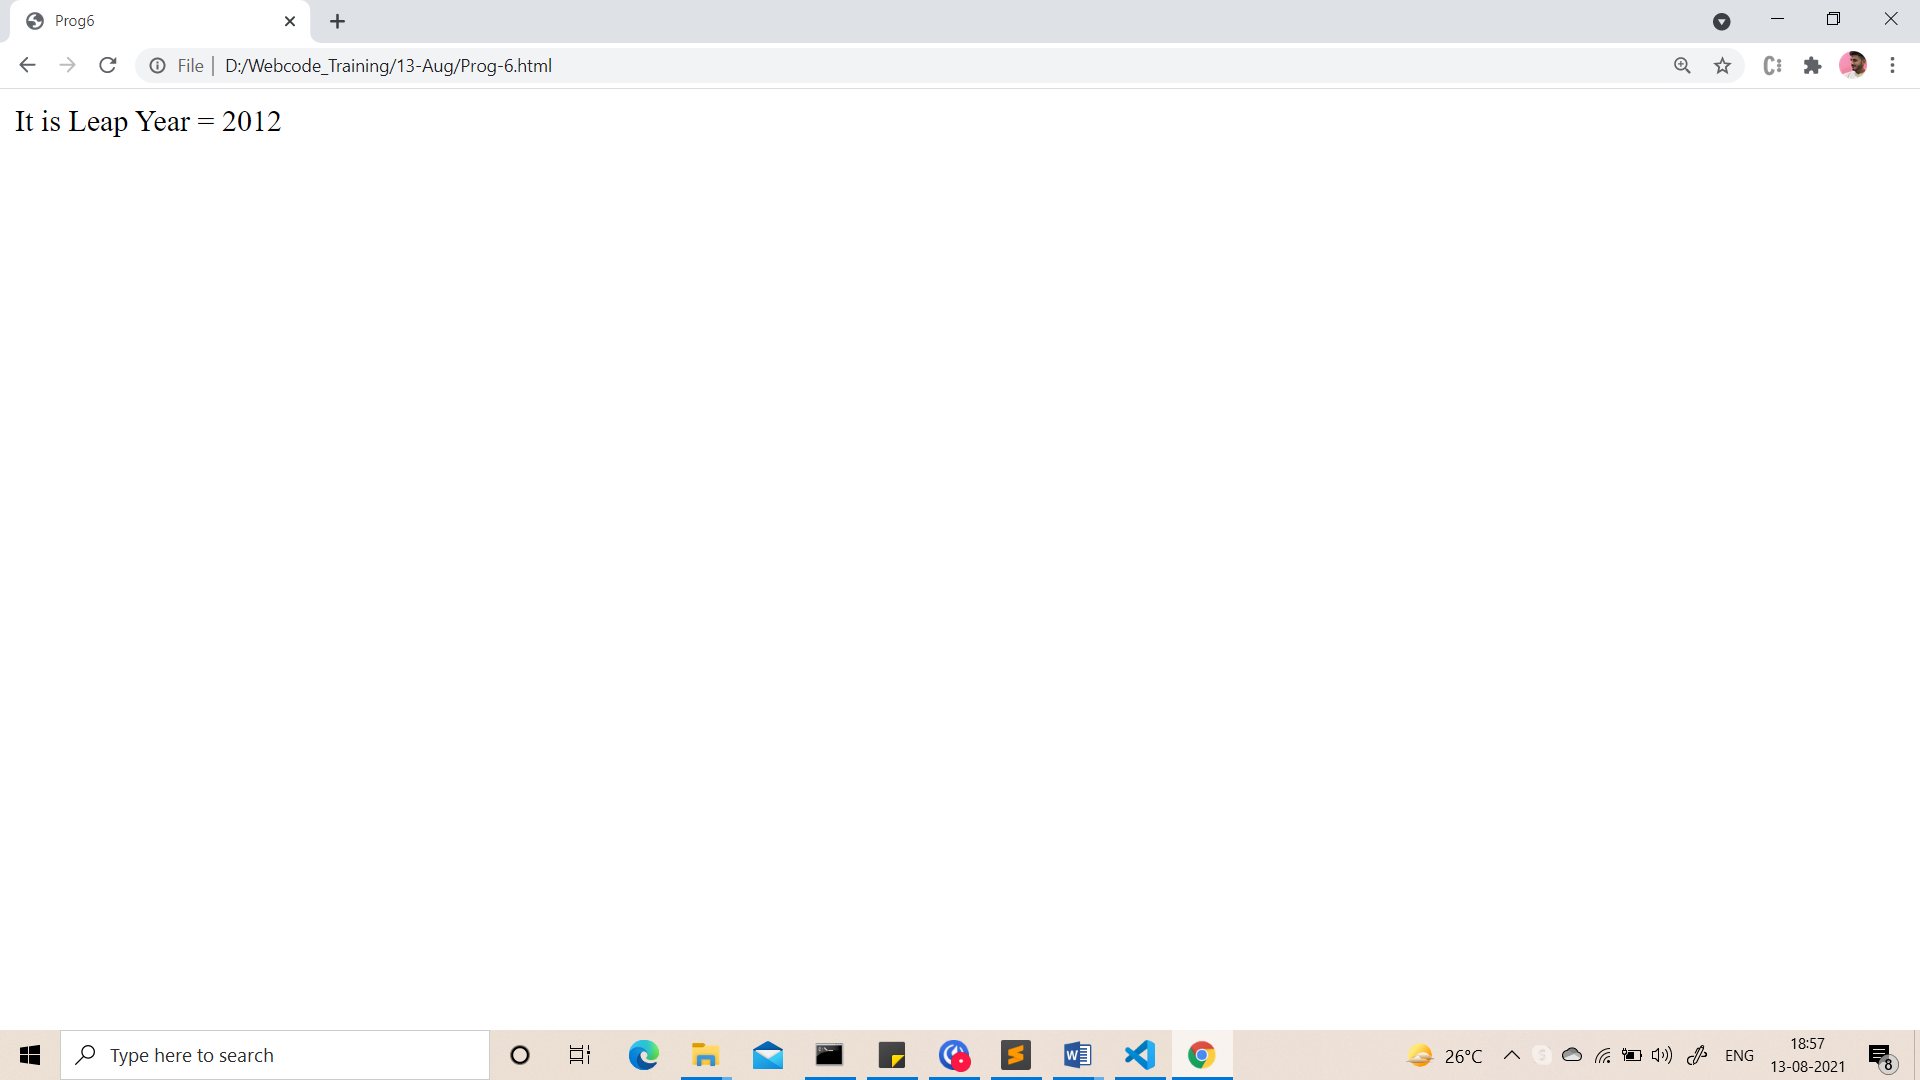 Prog6
File
D:/Webcode_Training/13-Aug/Prog-6.html
It is Leap Year = 2012
Type here to search
26°C
ENG
18:57
13-08-2021
8